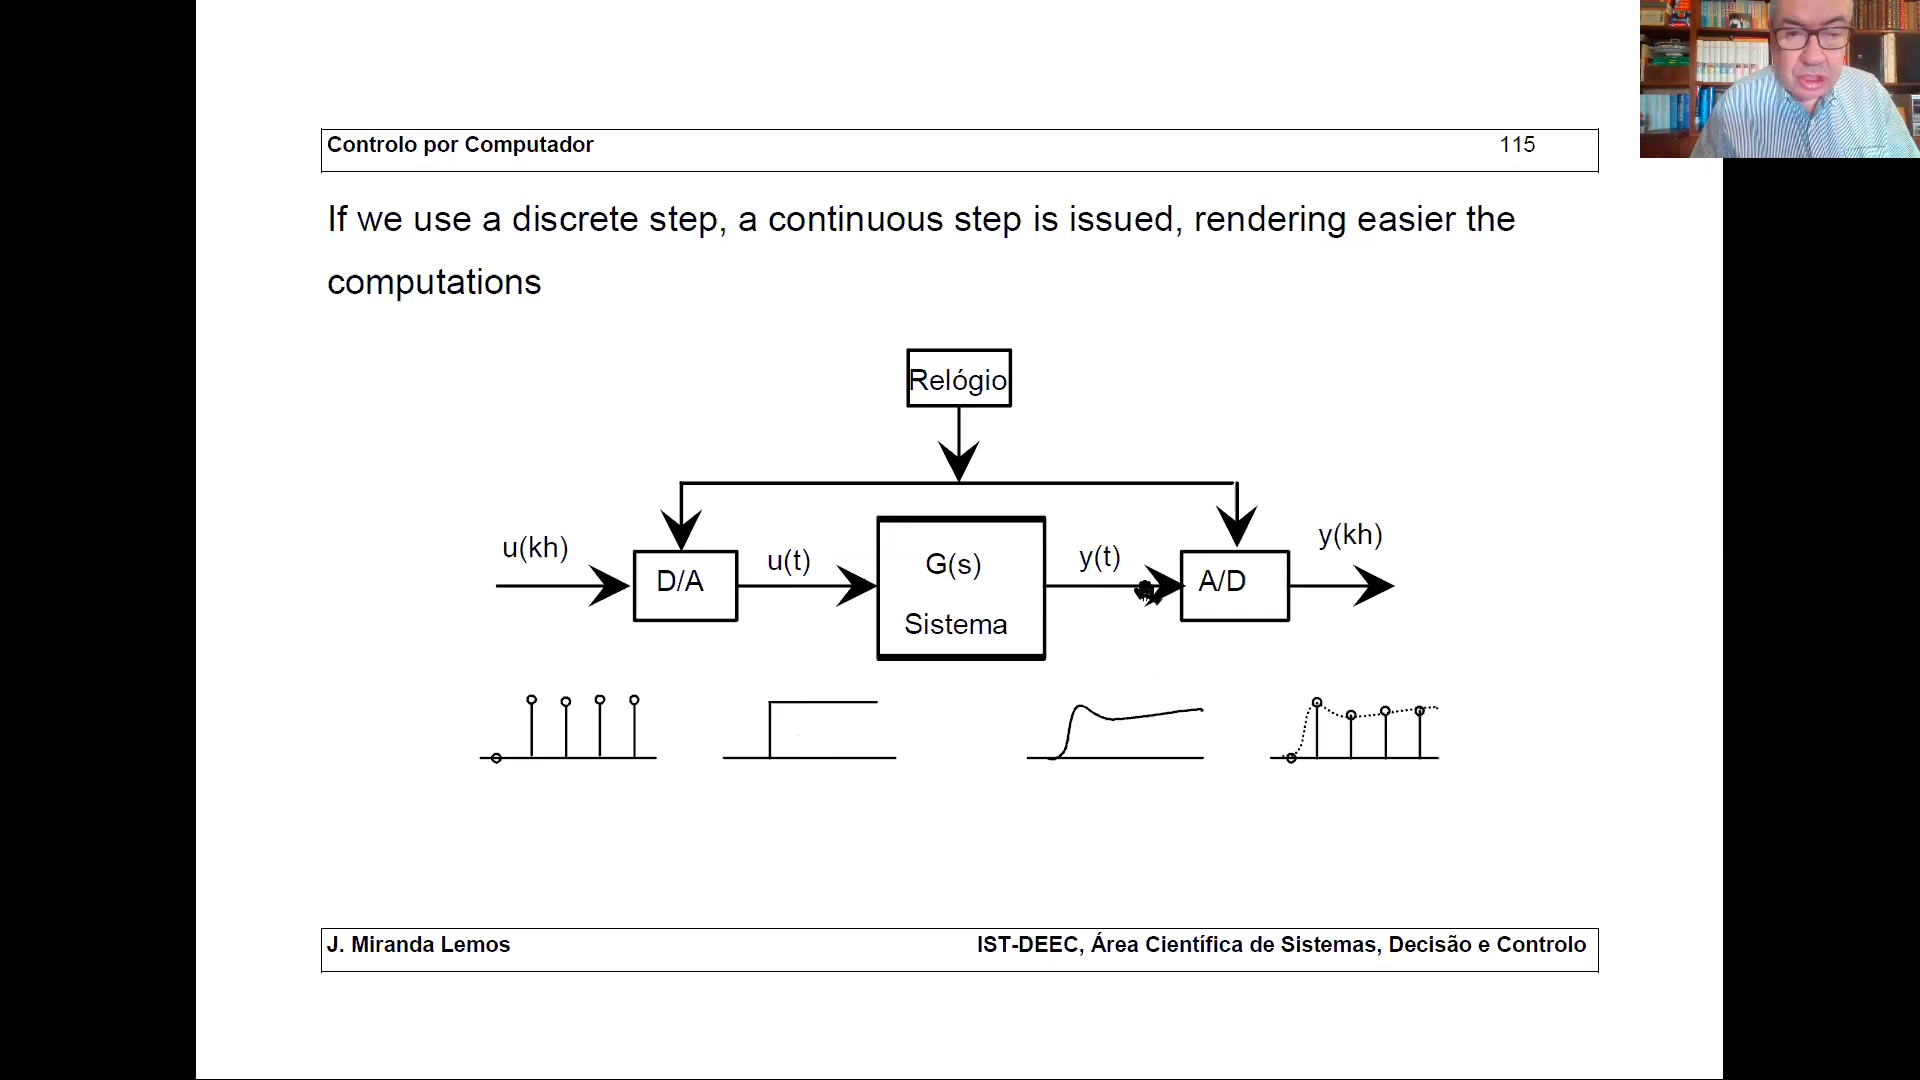 Controlo por Computador 115
If we use a discrete step, a continuous step is issued, rendering easier the
computations
Relógio
u(kh)
D/A
u(t)
G(s)
Sistema
y(t)
A/D
y(kh)
J. Miranda Lemos IST-DEEC, Área Científica de Sistemas, Decisão e Controlo